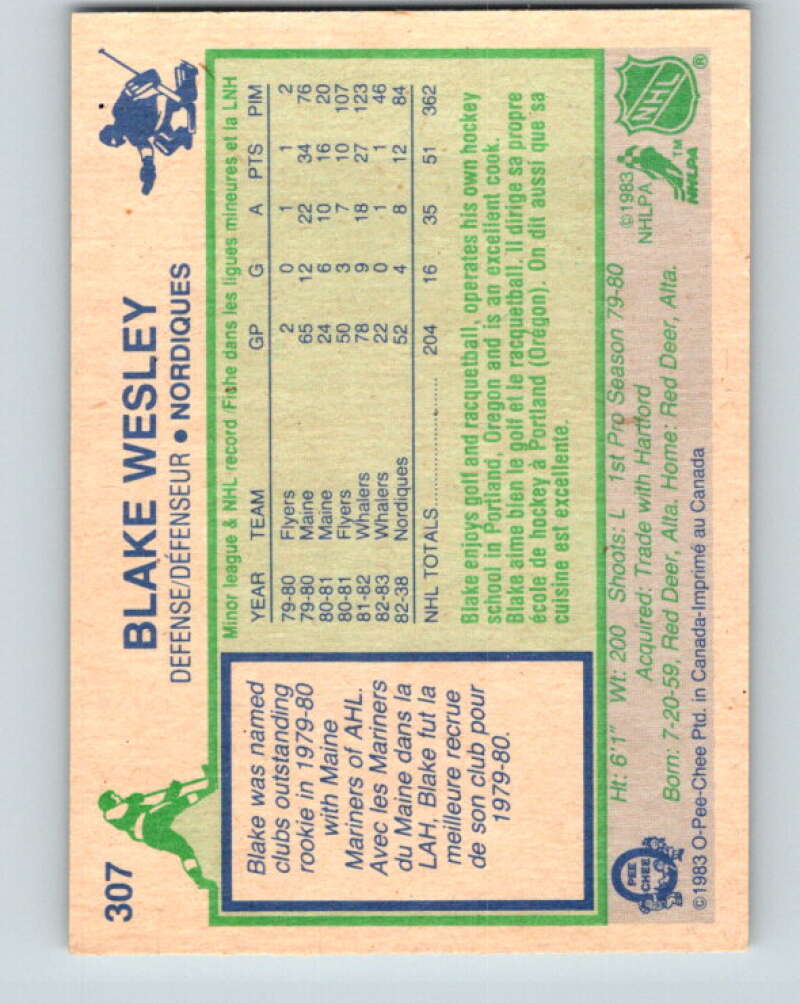 307
BLAKE WESLEY
DEFENSE/DÉFENSEUR • NORDIQUES
Blake was named
clubs outstanding
rookie in 1979-80
with Maine
Mariners of AHL.
Avec les Mariners
du Maine dans la
LAH, Blake fut la
meilleure recrue
de son club pour
1979-80.
Minor league & NHL record/Fiche dans les ligues mineures et la LNH
YEAR TEAM GP G A PTS PIM
79-80 Flyers 2 0 1 1 2
79-80 Maine 65 12 22 34 76
80-81 Maine 24 6 10 16 20
80-81 Flyers 50 3 7 10 107
81-82 Whalers 78 9 18 27 123
82-83 Whalers 22 0 1 1 46
82-38 Nordiques 52 4 8 12 84
NHL TOTALS 204 16 35 51 362
Blake enjoys golf and racquetball, operates his own hockey
school in Portland, Oregon and is an excellent cook.
Blake aime bien le golf et le racquetball. Il dirige sa propre
école de hockey à Portland (Oregon). On dit aussi que sa
cuisine est excellente.
Ht: 6'1" Wt: 200 Shoots: L 1st Pro Season 79-80
Acquired: Trade with Hartford
Born: 7-20-59, Red Deer, Alta. Home: Red Deer, Alta.
©1983
NHLPA
NHL
®
NHLPA
TM
O
PEE
CHEE
©1983 O-Pee-Chee Ptd. in Canada-Imprimé au Canada